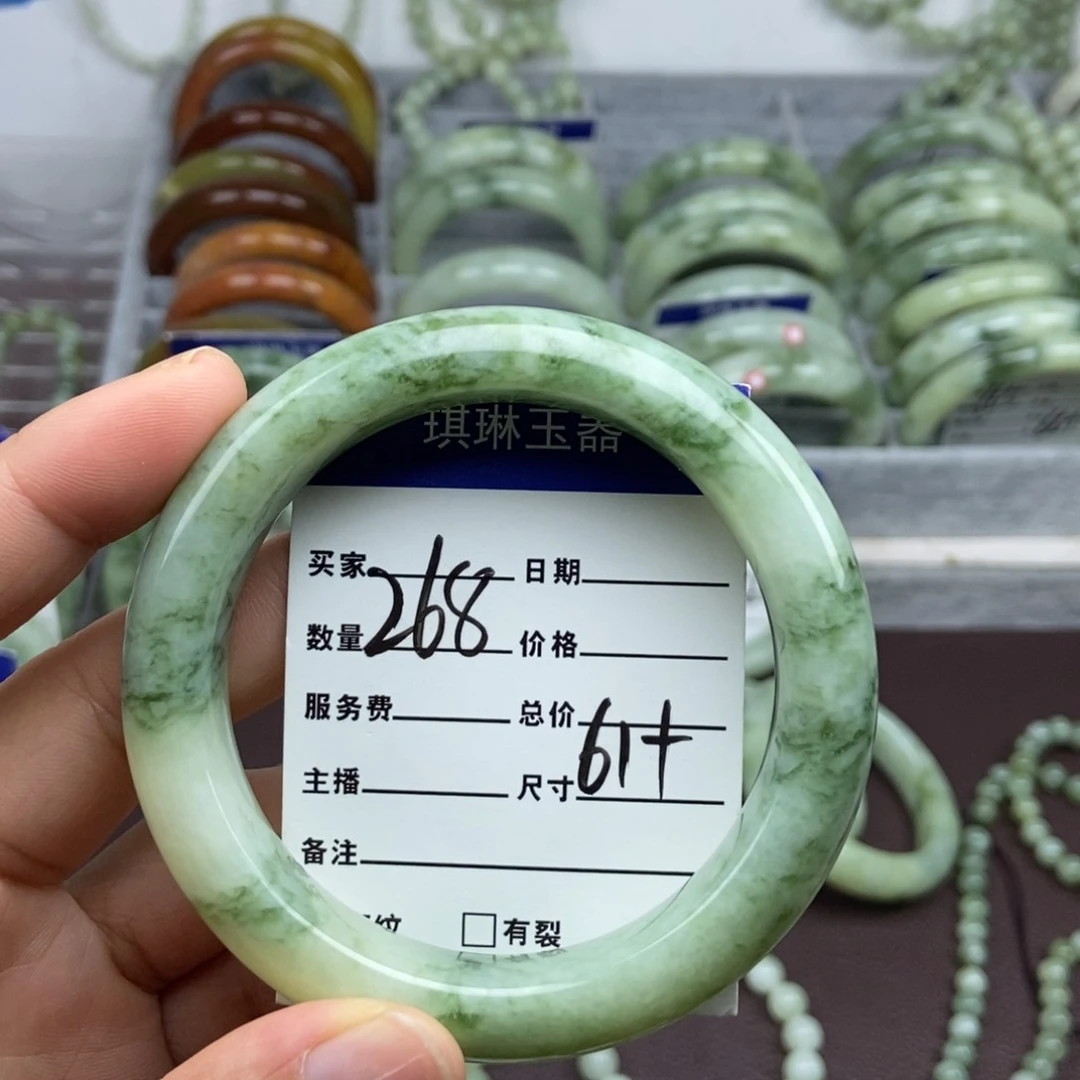 琪琳玉器
买家 268 日期
数量 价格
服务费 总价
主播 尺寸 61+
备注
纹 有裂